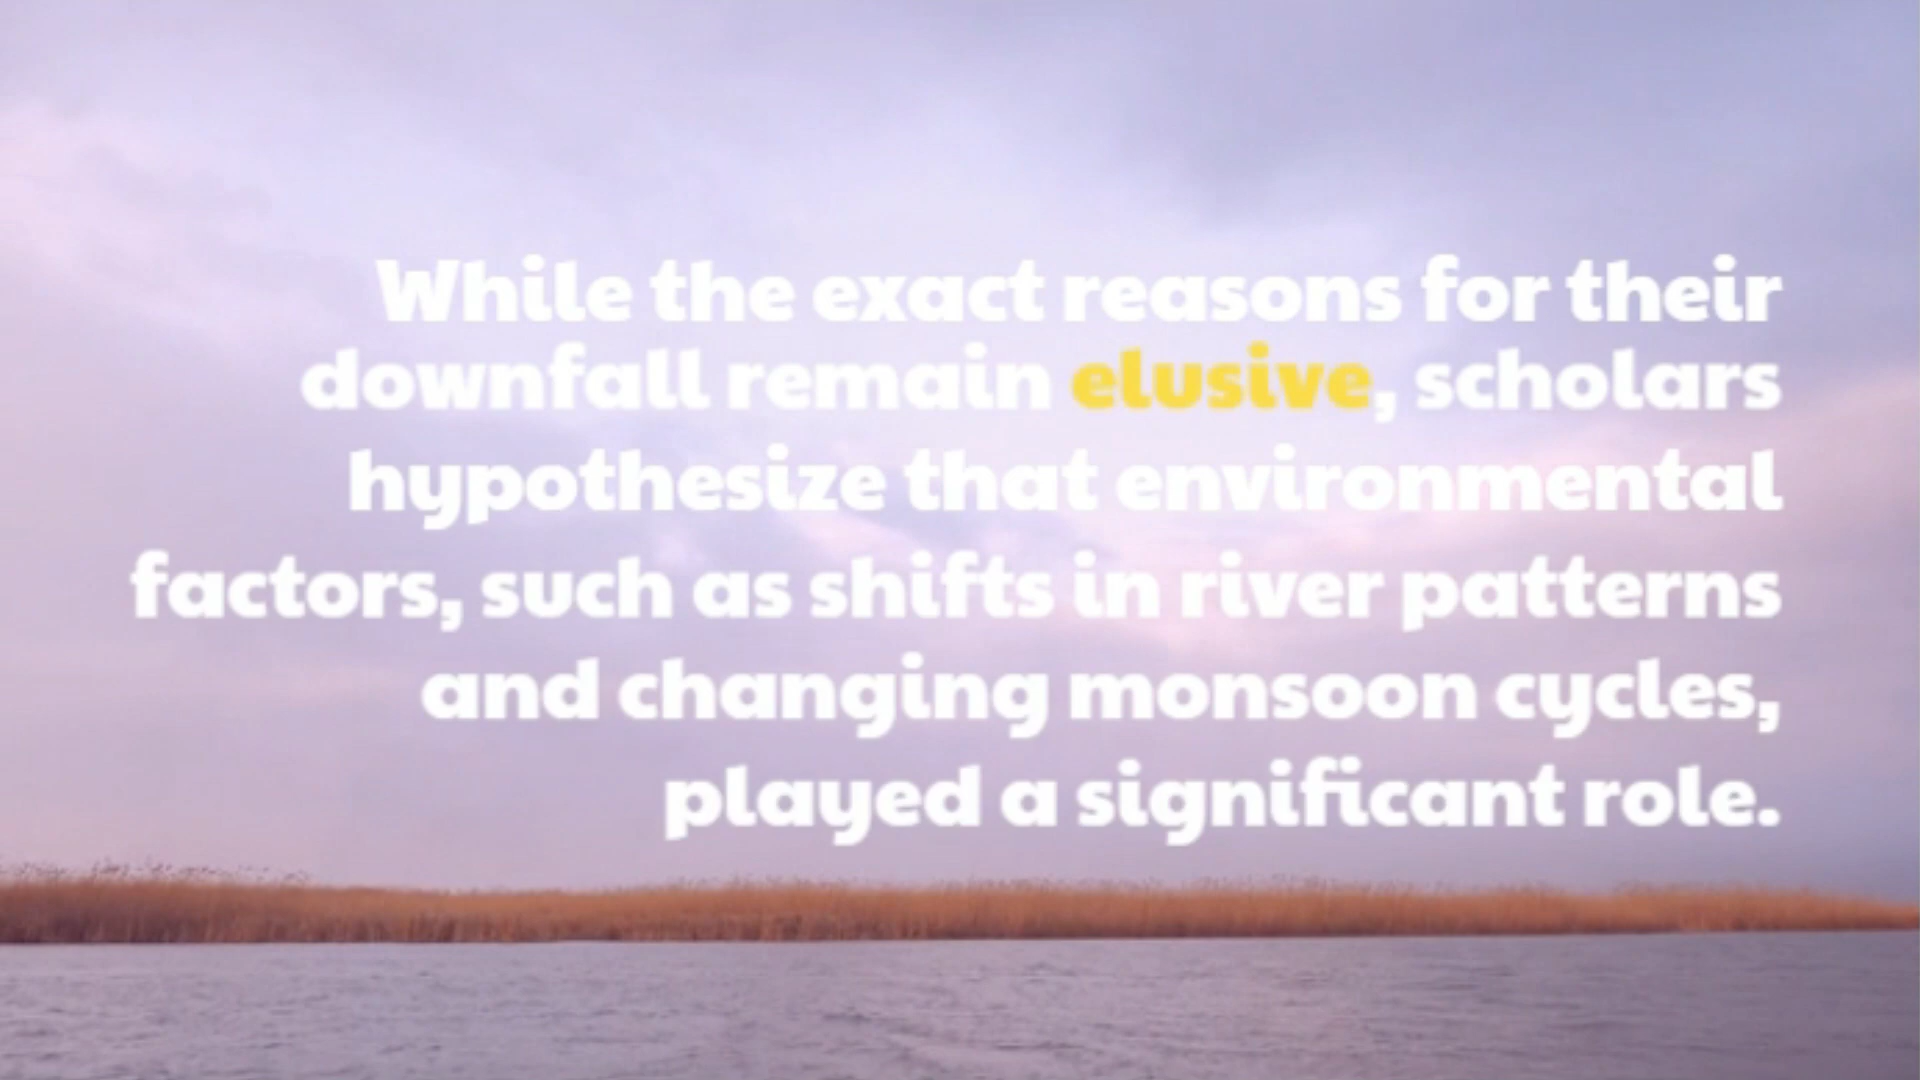 While the exact reasons for their
downfall remain elusive, scholars
hypothesize that environmental
factors, such as shifts in river patterns
and changing monsoon cycles,
played a significant role.